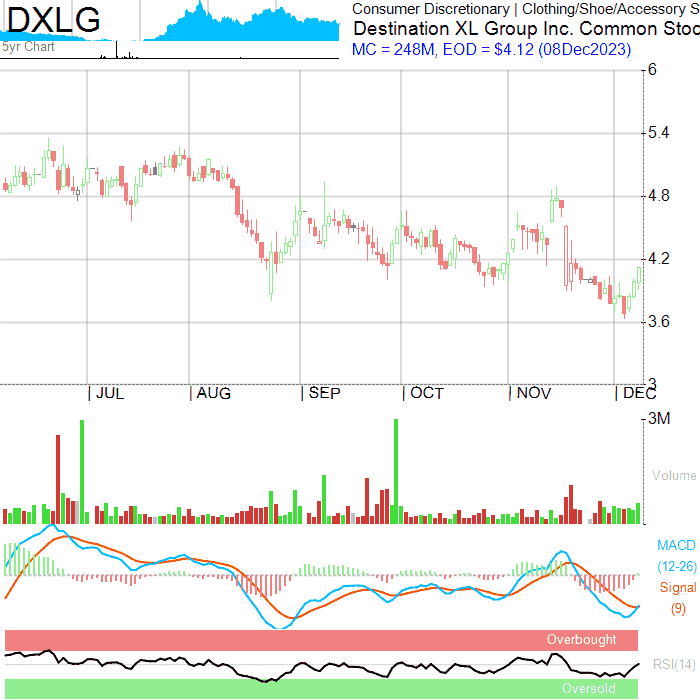 DXLG
5yr Chart
Consumer Discretionary | Clothing/Shoe/Accessory S
Destination XL Group Inc. Common Stoc
MC = 248M, EOD = $4.12 (08Dec2023)
6
5.4
4.8
4.2
3.6
3
JUL
AUG
SEP
OCT
NOV
DEC
3M
Volume
MACD
(12-26)
Signal
(9)
Overbought
RSI(14)
Oversold